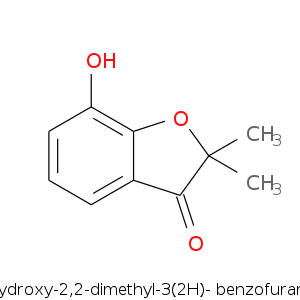 OH
O
CH3
CH3
O
ydroxy-2,2-dimethyl-3(2H)- benzofuran